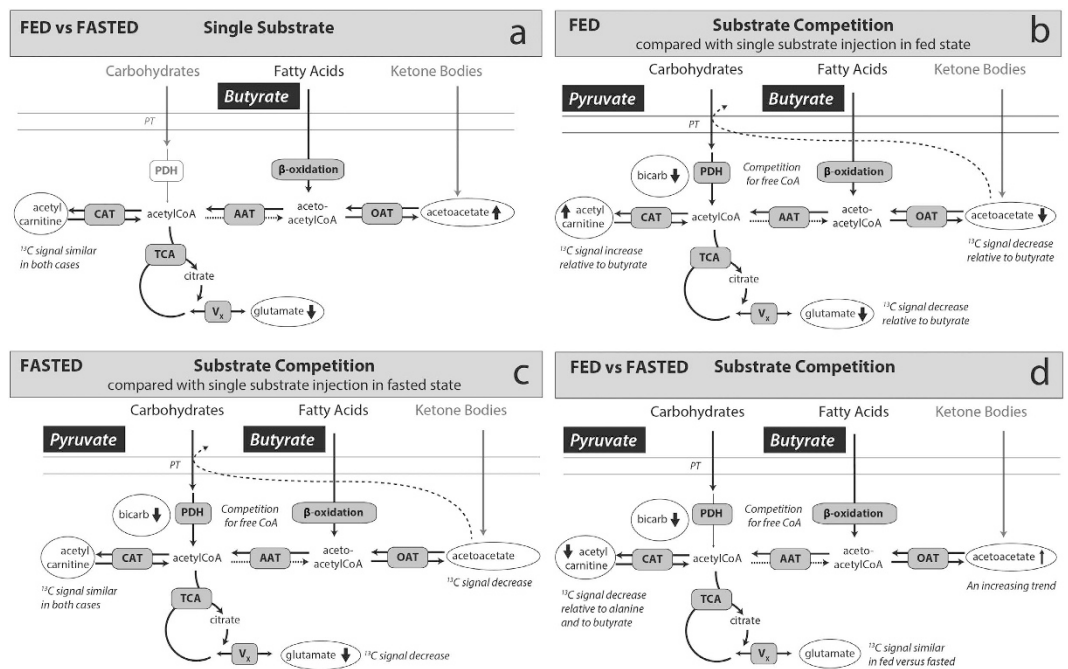 FED vs FASTED Single Substrate a
Carbohydrates Fatty Acids Ketone Bodies
Butyrate
PT
PDH β-oxidation
acetyl carnitine CAT acetylCoA AAT aceto-acetylCoA OAT acetoacetate
¹³C signal similar
in both cases
TCA
citrate
Vx glutamate
FED Substrate Competition b
compared with single substrate injection in fed state
Carbohydrates Fatty Acids Ketone Bodies
Pyruvate Butyrate
PT
bicarb PDH Competition for free CoA β-oxidation
acetyl carnitine CAT acetylCoA AAT aceto-acetylCoA OAT acetoacetate
¹³C signal increase
relative to butyrate
¹³C signal decrease
relative to butyrate
TCA
citrate
Vx glutamate
¹³C signal decrease
relative to butyrate
FASTED Substrate Competition c
compared with single substrate injection in fasted state
Carbohydrates Fatty Acids Ketone Bodies
Pyruvate Butyrate
PT
bicarb PDH Competition for free CoA β-oxidation
acetyl carnitine CAT acetylCoA AAT aceto-acetylCoA OAT acetoacetate
¹³C signal similar
in both cases
¹³C signal decrease
TCA
citrate
Vx glutamate ¹³C signal decrease
FED vs FASTED Substrate Competition d
Carbohydrates Fatty Acids Ketone Bodies
Pyruvate Butyrate
PT
bicarb PDH Competition for free CoA β-oxidation
acetyl carnitine CAT acetylCoA AAT aceto-acetylCoA OAT acetoacetate
¹³C signal decrease
relative to alanine
and to butyrate
An increasing trend
TCA
citrate
Vx glutamate
¹³C signal similar
in fed versus fasted